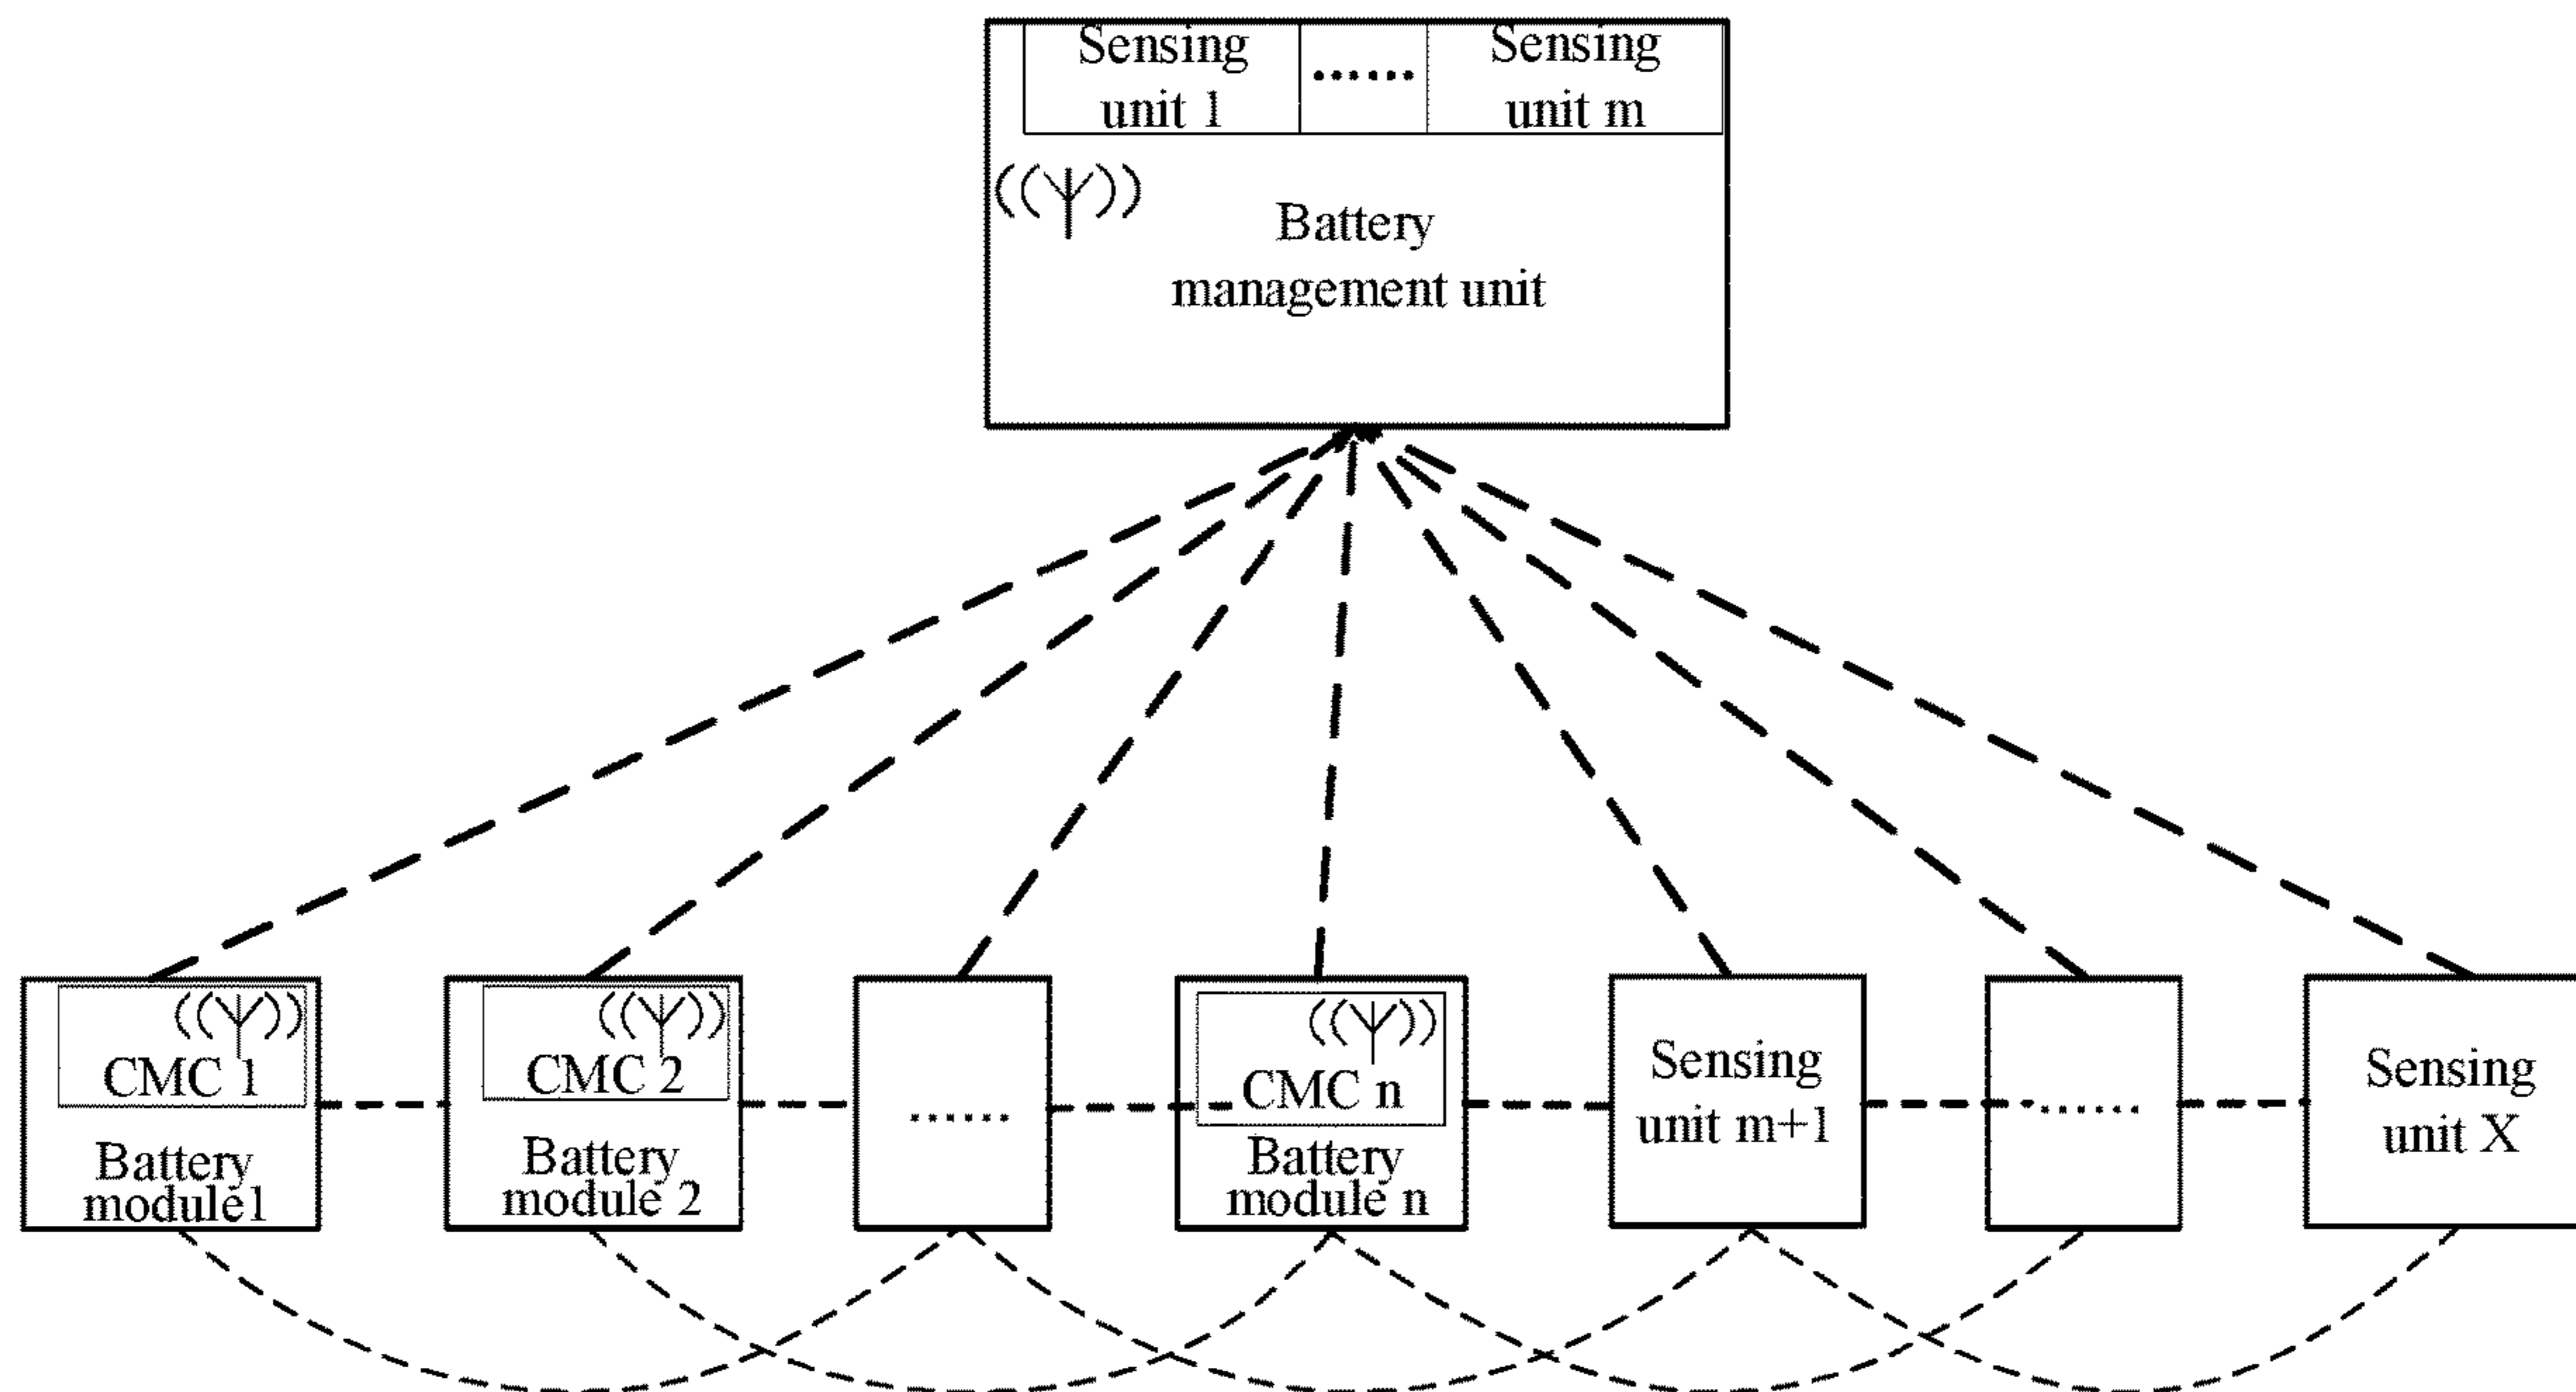 Sensing
unit 1
......
Sensing
unit m
Battery
management unit
CMC 1
Battery
module1
CMC 2
Battery
module 2
......
CMC n
Battery
module n
Sensing
unit m+1
......
Sensing
unit X